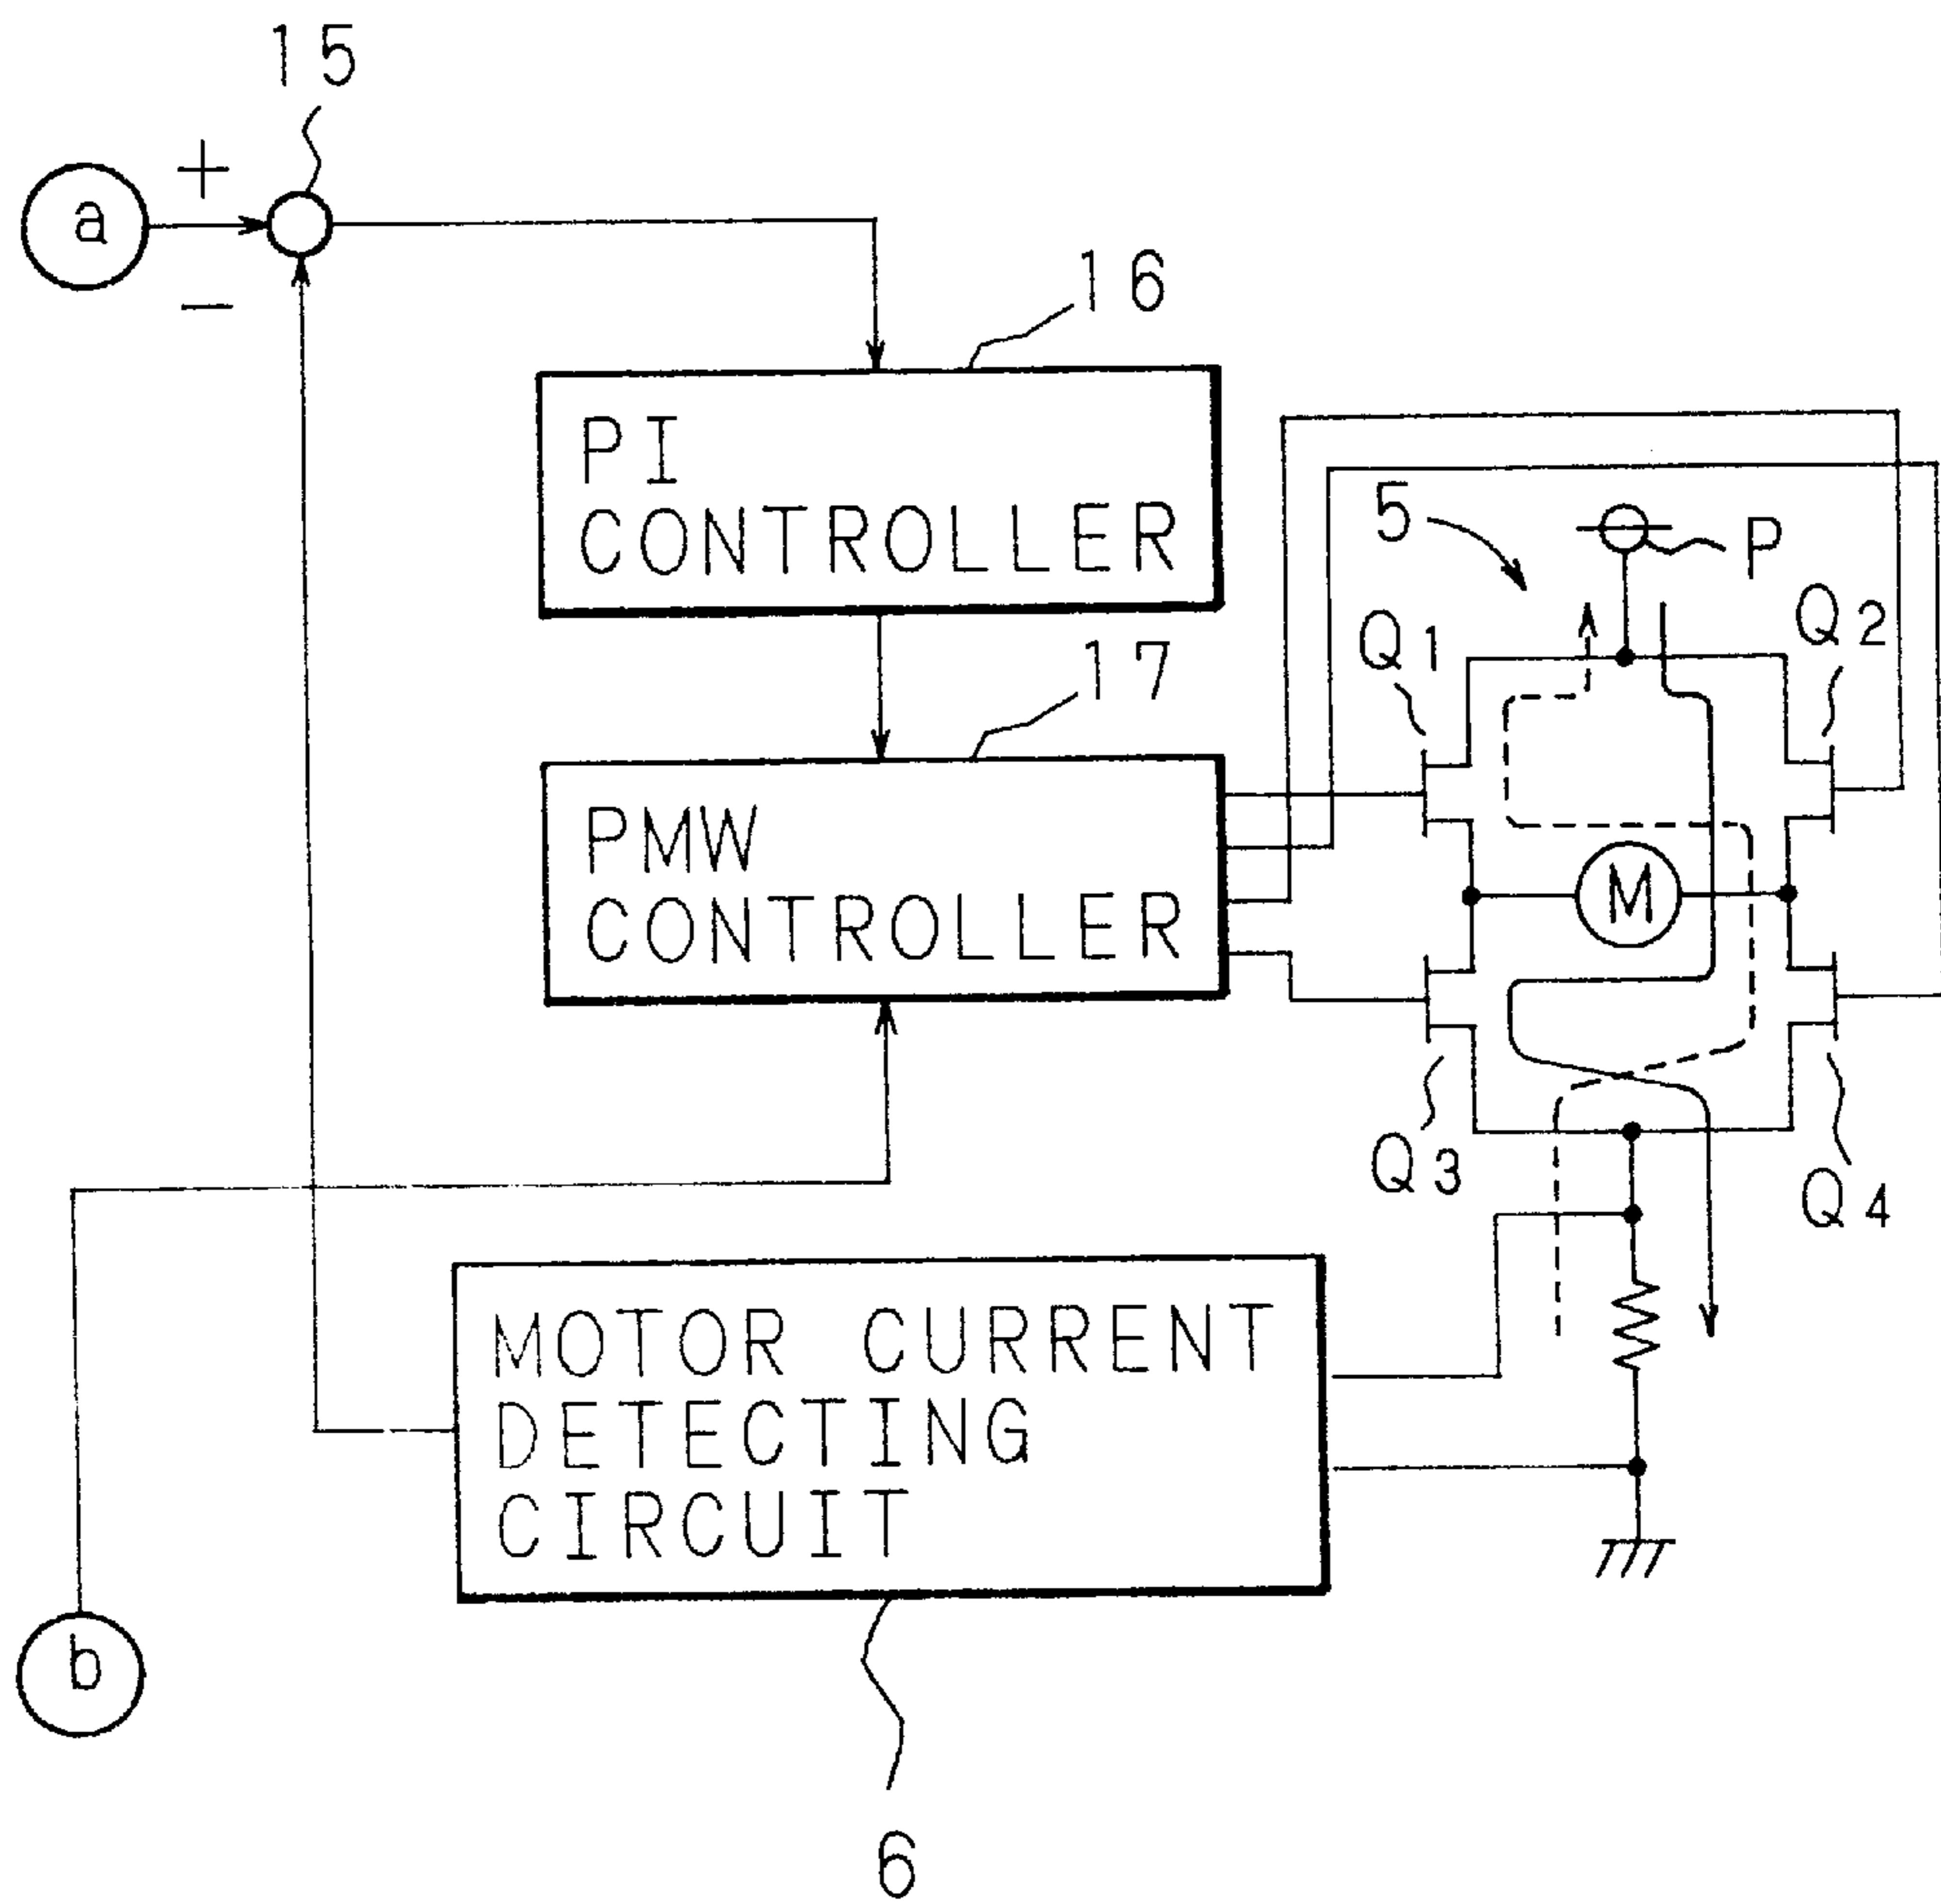 15
a
+
−
16
PI
CONTROLLER
5
P
Q1
Q2
17
PMW
CONTROLLER
M
Q3
Q4
MOTOR CURRENT
DETECTING
CIRCUIT
b
6